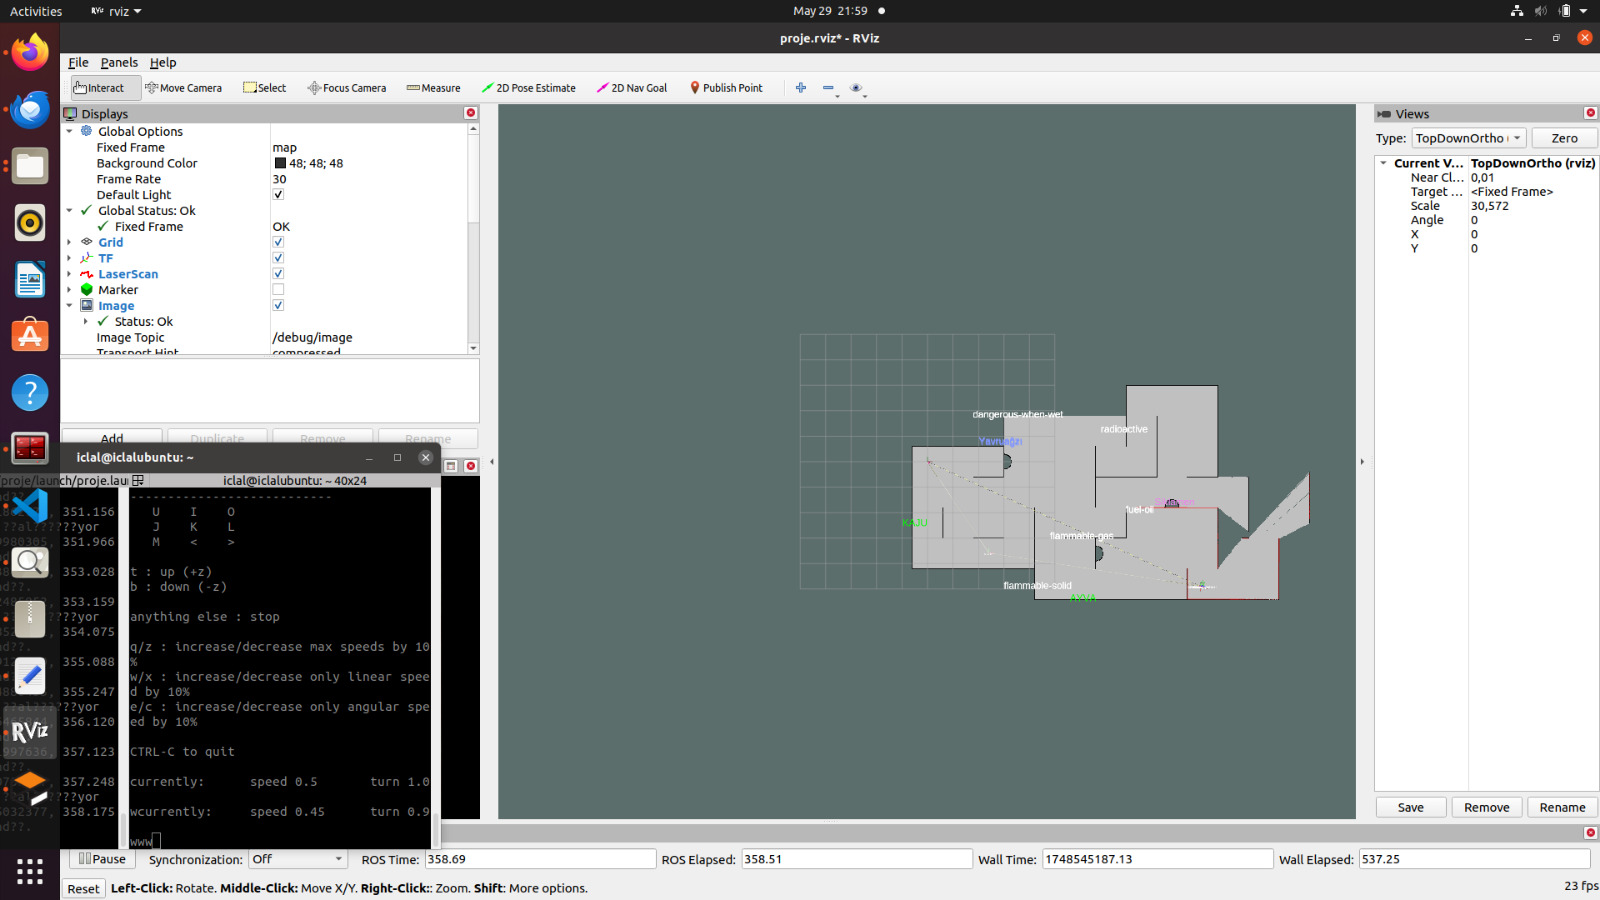 Activities
rviz
May 29 21:59
proje.rviz* - RViz
File Panels Help
Interact
Move Camera
Select
Focus Camera
Measure
2D Pose Estimate
2D Nav Goal
Publish Point
Displays
Global Options
Fixed Frame map
Background Color 48; 48; 48
Frame Rate 30
Default Light
Global Status: Ok
Fixed Frame OK
Grid
TF
LaserScan
Marker
Image
Status: Ok
Image Topic /debug/image
Transport Hint compressed
Add Duplicate Remove Rename
iclal@iclalubuntu: ~
/proje/launch/proje.lau
iclal@iclalubuntu: ~ 40x24
351.156
??yor
351.966
353.028
353.159
354.075
355.088
355.247
??yor
356.120
357.123
357.248
??yor
358.175
---------------------------
U I O
J K L
M < >
t : up (+z)
b : down (-z)
anything else : stop
q/z : increase/decrease max speeds by 10
%
w/x : increase/decrease only linear spee
d by 10%
e/c : increase/decrease only angular spe
ed by 10%
CTRL-C to quit
currently: speed 0.5 turn 1.0
wcurrently: speed 0.45 turn 0.9
www
dangerous-when-wet
radioactive
Yavruağzı
fuel-oil
KAJU
flammable-gas
flammable-solid
AYVA
Views
Type: TopDownOrtho Zero
Current V... TopDownOrtho (rviz)
Near Cl... 0,01
Target ... <Fixed Frame>
Scale 30,572
Angle 0
X 0
Y 0
Save Remove Rename
Pause
Synchronization: Off
ROS Time: 358.69
ROS Elapsed: 358.51
Wall Time: 1748545187.13
Wall Elapsed: 537.25
Reset
Left-Click: Rotate. Middle-Click: Move X/Y. Right-Click:: Zoom. Shift: More options.
23 fps
RViz